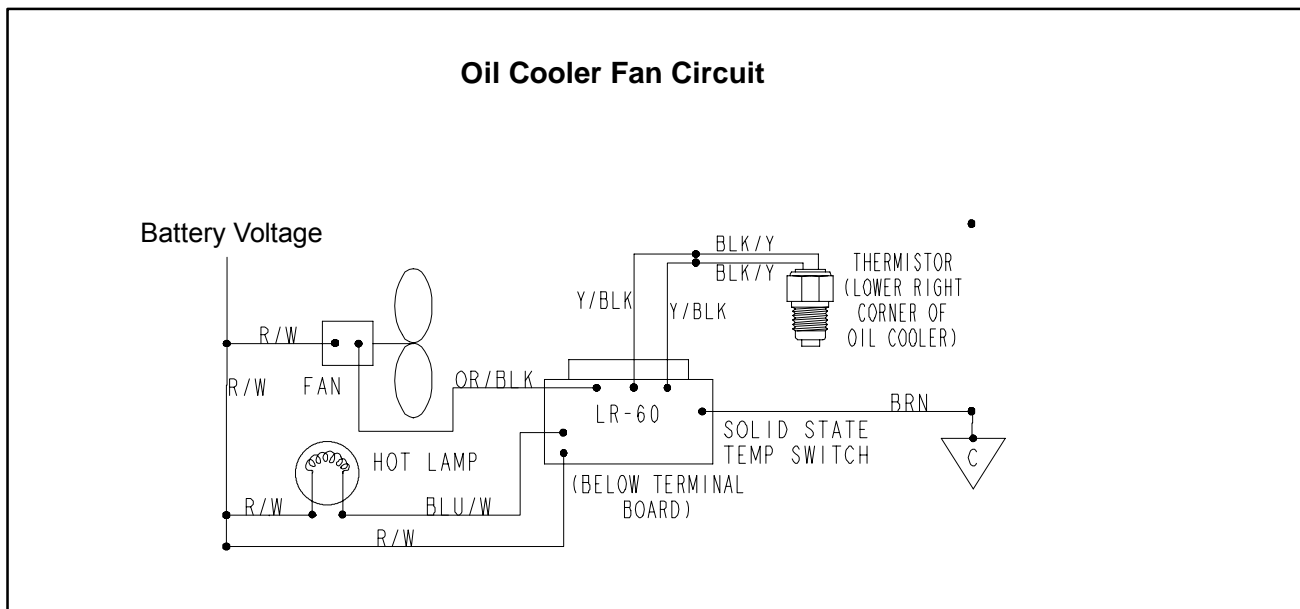 Oil Cooler Fan Circuit
Battery Voltage
BLK/Y
BLK/Y
THERMISTOR
(LOWER RIGHT
CORNER OF
OIL COOLER)
Y/BLK
Y/BLK
R/W
FAN
R/W
OR/BLK
LR-60
BRN
SOLID STATE
TEMP SWITCH
C
HOT LAMP
(BELOW TERMINAL
BOARD)
R/W
BLU/W
R/W